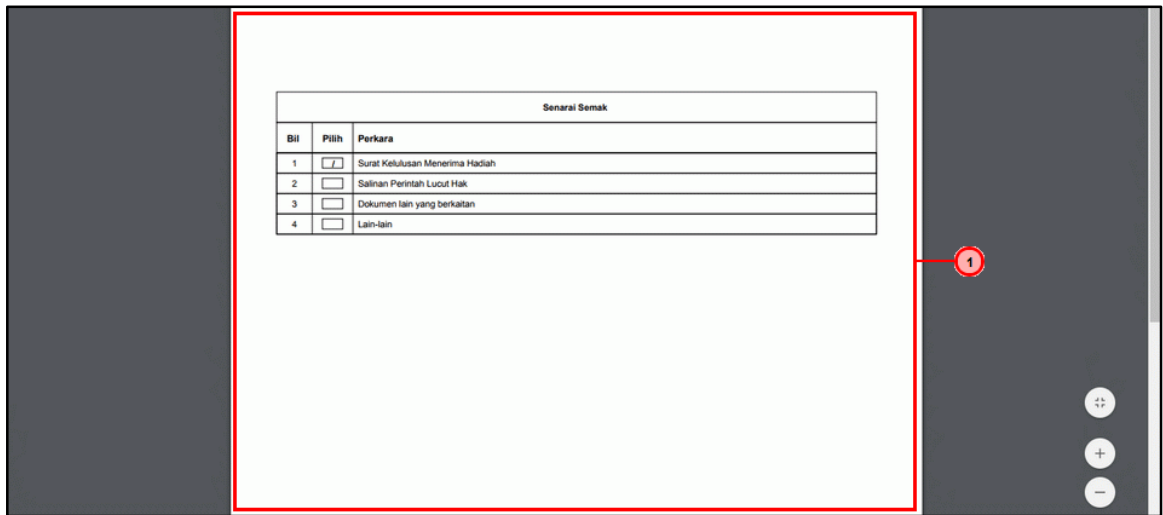 Senarai Semak
Bil Pilih Perkara
1 / Surat Kelulusan Menerima Hadiah
2 Salinan Perintah Lucut Hak
3 Dokumen lain yang berkaitan
4 Lain-lain
1